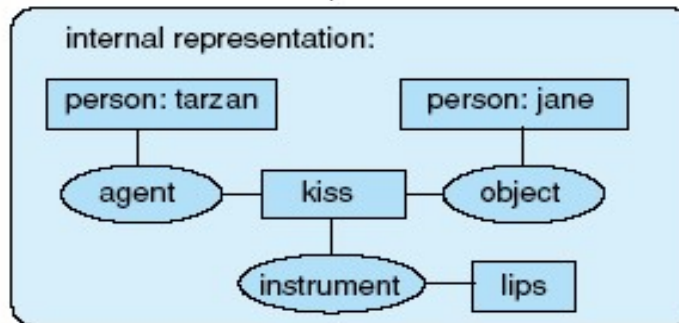 internal representation:
person: tarzan
person: jane
agent
kiss
object
instrument
lips